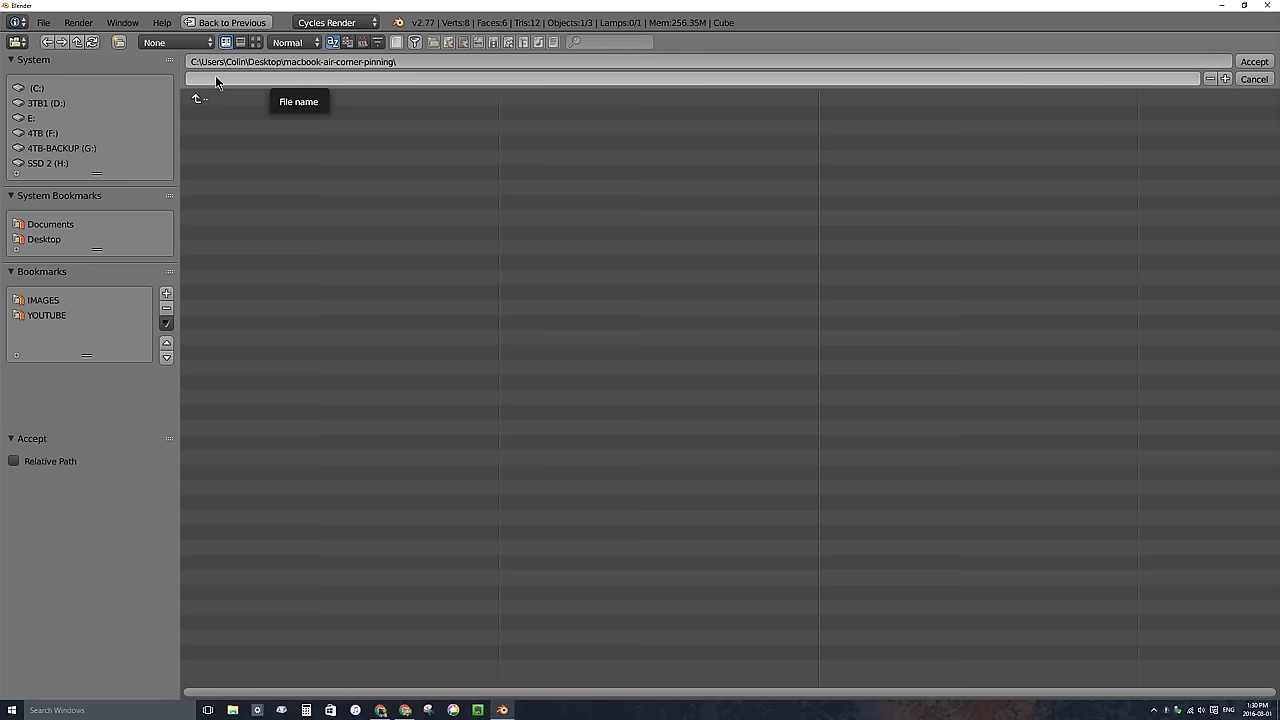 Blender
File Render Window Help Back to Previous Cycles Render v2.77 | Verts:8 | Faces:6 | Tris:12 | Objects:1/3 | Lamps:0/1 | Mem:256.35M | Cube
None Normal
System
(C:)
3TB1 (D:)
E:
4TB (F:)
4TB-BACKUP (G:)
SSD 2 (H:)
System Bookmarks
Documents
Desktop
Bookmarks
IMAGES
YOUTUBE
Accept
Relative Path
C:\Users\Colin\Desktop\macbook-air-corner-pinning\ Accept
Cancel
..
File name
Search Windows
ENG
1:30 PM
2016-08-01